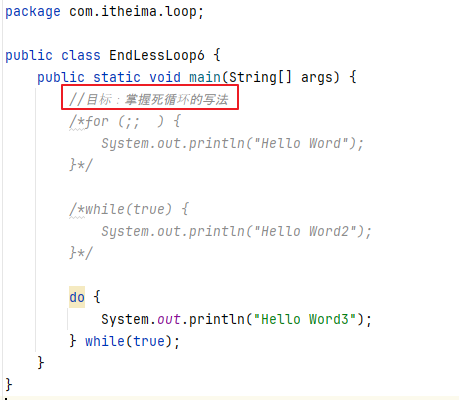 package com.itheima.loop;
public class EndLessLoop6 {
public static void main(String[] args) {
//目标：掌握死循环的写法
/*for (;;  ) {
System.out.println("Hello Word");
}*/
/*while(true) {
System.out.println("Hello Word2");
}*/
do {
System.out.println("Hello Word3");
} while(true);
}
}